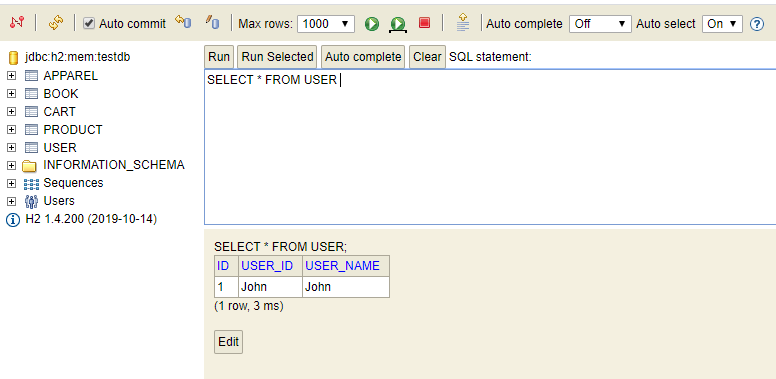 Auto commit Max rows: 1000 Auto complete Off Auto select On
jdbc:h2:mem:testdb
APPAREL
BOOK
CART
PRODUCT
USER
INFORMATION_SCHEMA
Sequences
Users
H2 1.4.200 (2019-10-14)
Run Run Selected Auto complete Clear SQL statement:
SELECT * FROM USER
SELECT * FROM USER;
ID USER_ID USER_NAME
1 John John
(1 row, 3 ms)
Edit